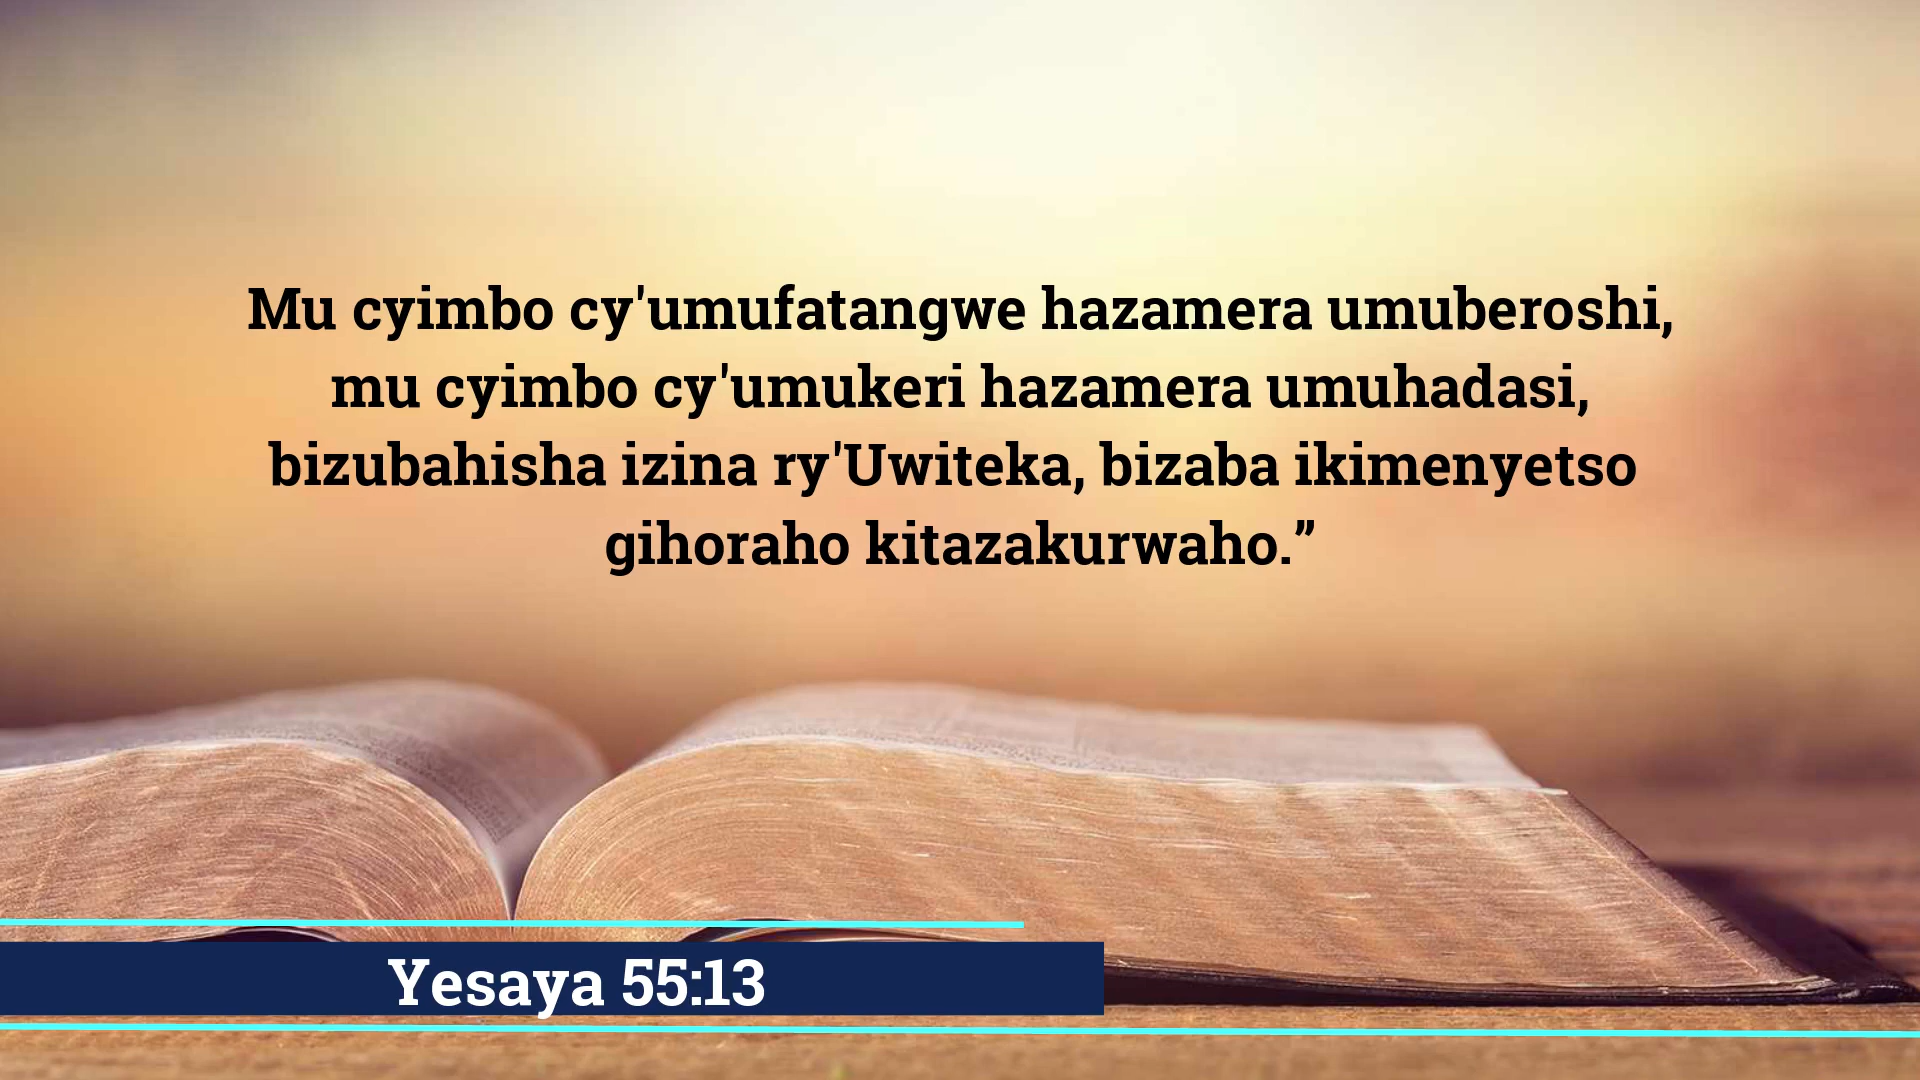 Mu cyimbo cy'umufatangwe hazamera umuberoshi,
mu cyimbo cy'umukeri hazamera umuhadasi,
bizubahisha izina ry'Uwiteka, bizaba ikimenyetso
gihoraho kitazakurwaho.”
Yesaya 55:13